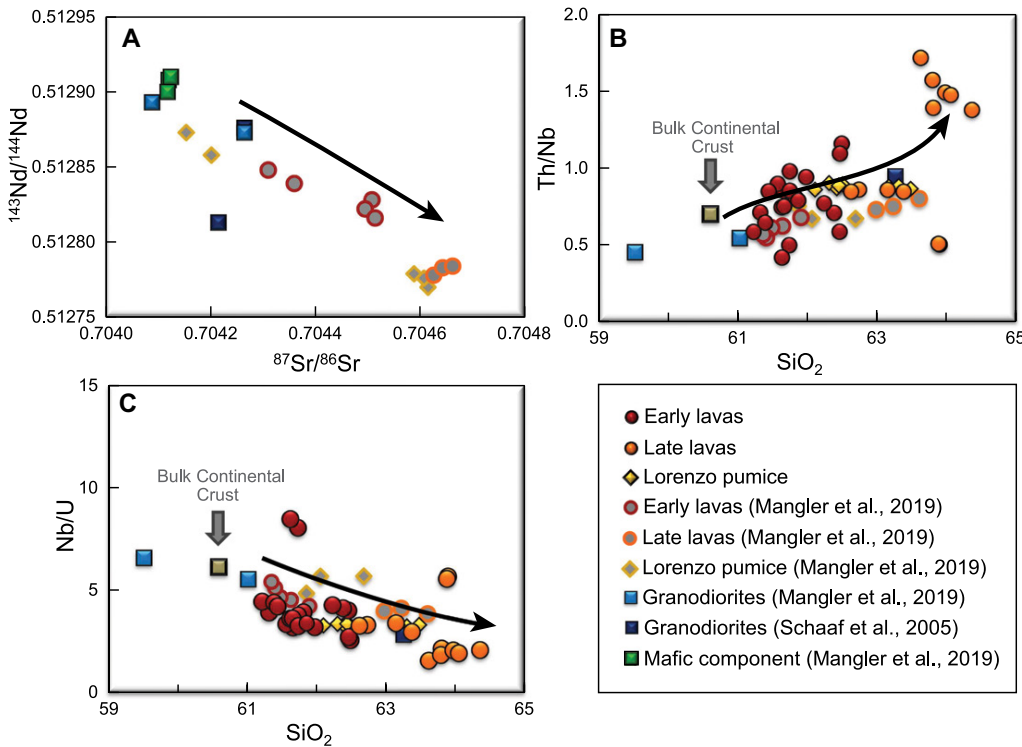 A
0.51295
0.51290
0.51285
0.51280
0.51275
¹⁴³Nd/¹⁴⁴Nd
0.7040
0.7042
0.7044
0.7046
0.7048
⁸⁷Sr/⁸⁶Sr
B
2.0
1.5
1.0
0.5
0.0
Th/Nb
Bulk Continental
Crust
59
61
63
65
SiO₂
C
15
10
5
0
Nb/U
Bulk Continental
Crust
59
61
63
65
SiO₂
Early lavas
Late lavas
Lorenzo pumice
Early lavas (Mangler et al., 2019)
Late lavas (Mangler et al., 2019)
Lorenzo pumice (Mangler et al., 2019)
Granodiorites (Mangler et al., 2019)
Granodiorites (Schaaf et al., 2005)
Mafic component (Mangler et al., 2019)